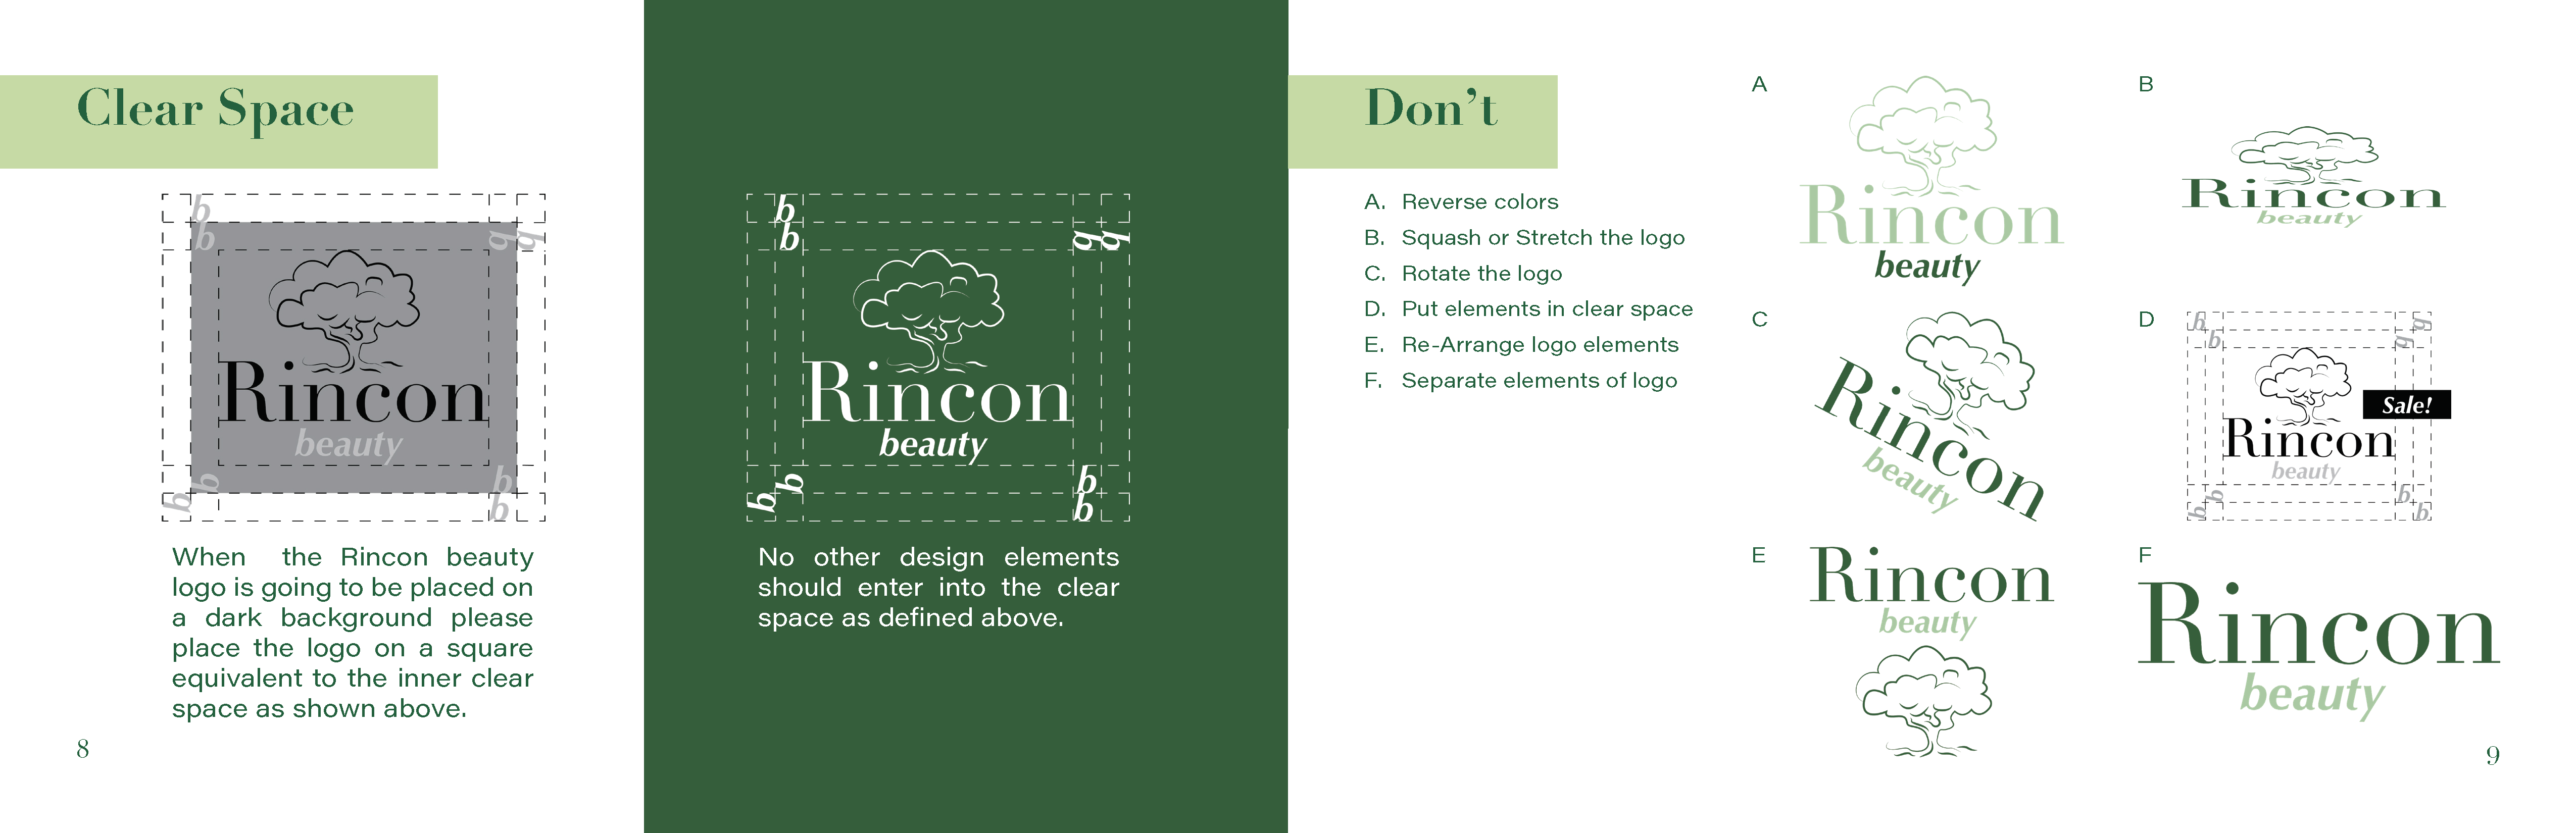 Clear Space
b
b
b
b
Rincon
beauty
b
b
b
b
When the Rincon beauty
logo is going to be placed on
a dark background please
place the logo on a square
equivalent to the inner clear
space as shown above.
8
b
b
b
b
Rincon
beauty
b
b
b
b
No other design elements
should enter into the clear
space as defined above.
Don't
A. Reverse colors
B. Squash or Stretch the logo
C. Rotate the logo
D. Put elements in clear space
E. Re-Arrange logo elements
F. Separate elements of logo
A
Rincon
beauty
B
Rincon
beauty
C
Rincon
beauty
D
b
b
b
b
Sale!
Rincon
beauty
b
b
b
b
E
Rincon
beauty
F
Rincon
beauty
9